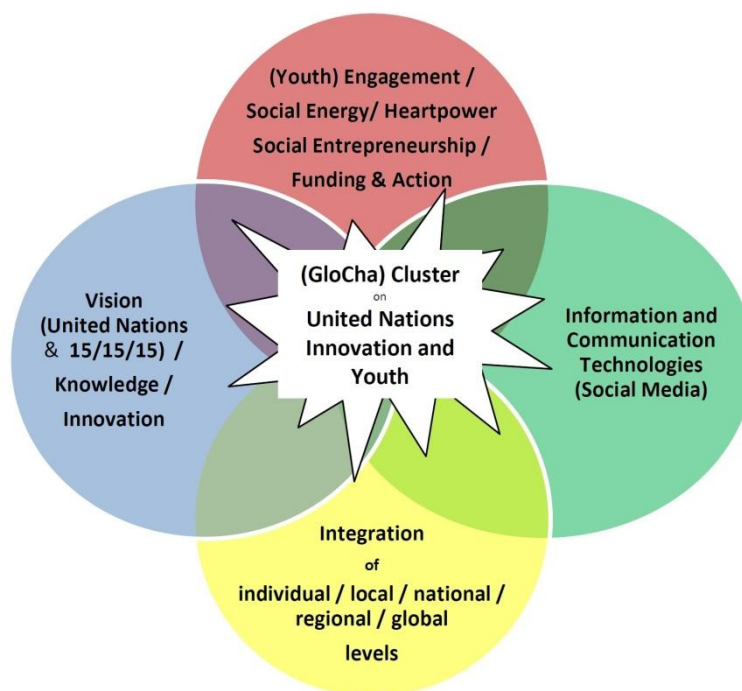 (Youth) Engagement /
Social Energy/ Heartpower
Social Entrepreneurship /
Funding & Action
Vision
(United Nations
& 15/15/15) /
Knowledge /
Innovation
(GloCha) Cluster
on
United Nations
Innovation and
Youth
Information and
Communication
Technologies
(Social Media)
Integration
of
individual / local / national /
regional / global
levels